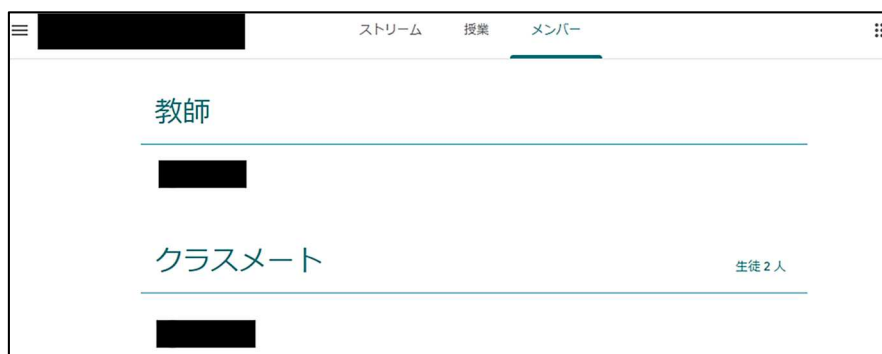 ストリーム 授業 メンバー
教師
クラスメート 生徒 2 人